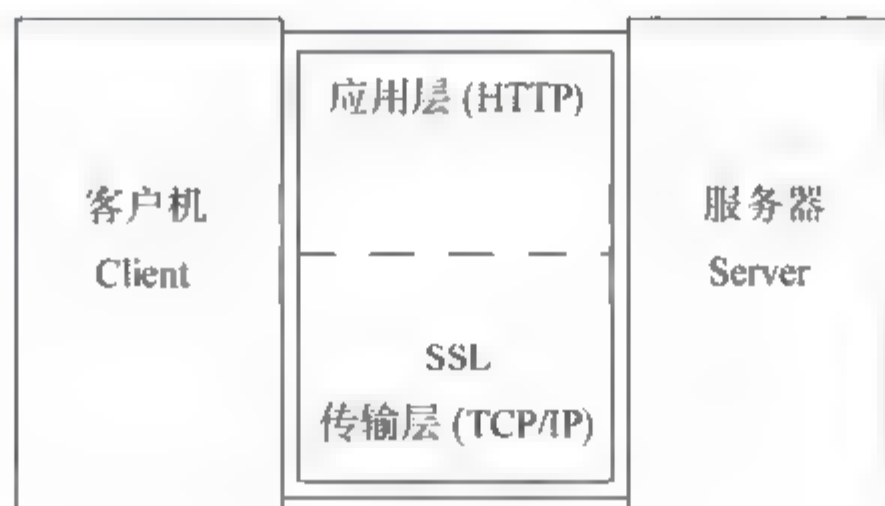 应用层 (HTTP)
客户机
Client
服务器
Server
SSL
传输层 (TCP/IP)